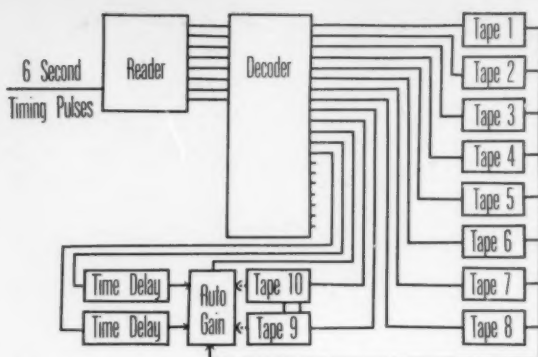 6 Second
Timing Pulses
Reader
Decoder
Tape 1
Tape 2
Tape 3
Tape 4
Tape 5
Tape 6
Tape 7
Tape 8
Time Delay
Time Delay
Auto
Gain
Tape 10
Tape 9